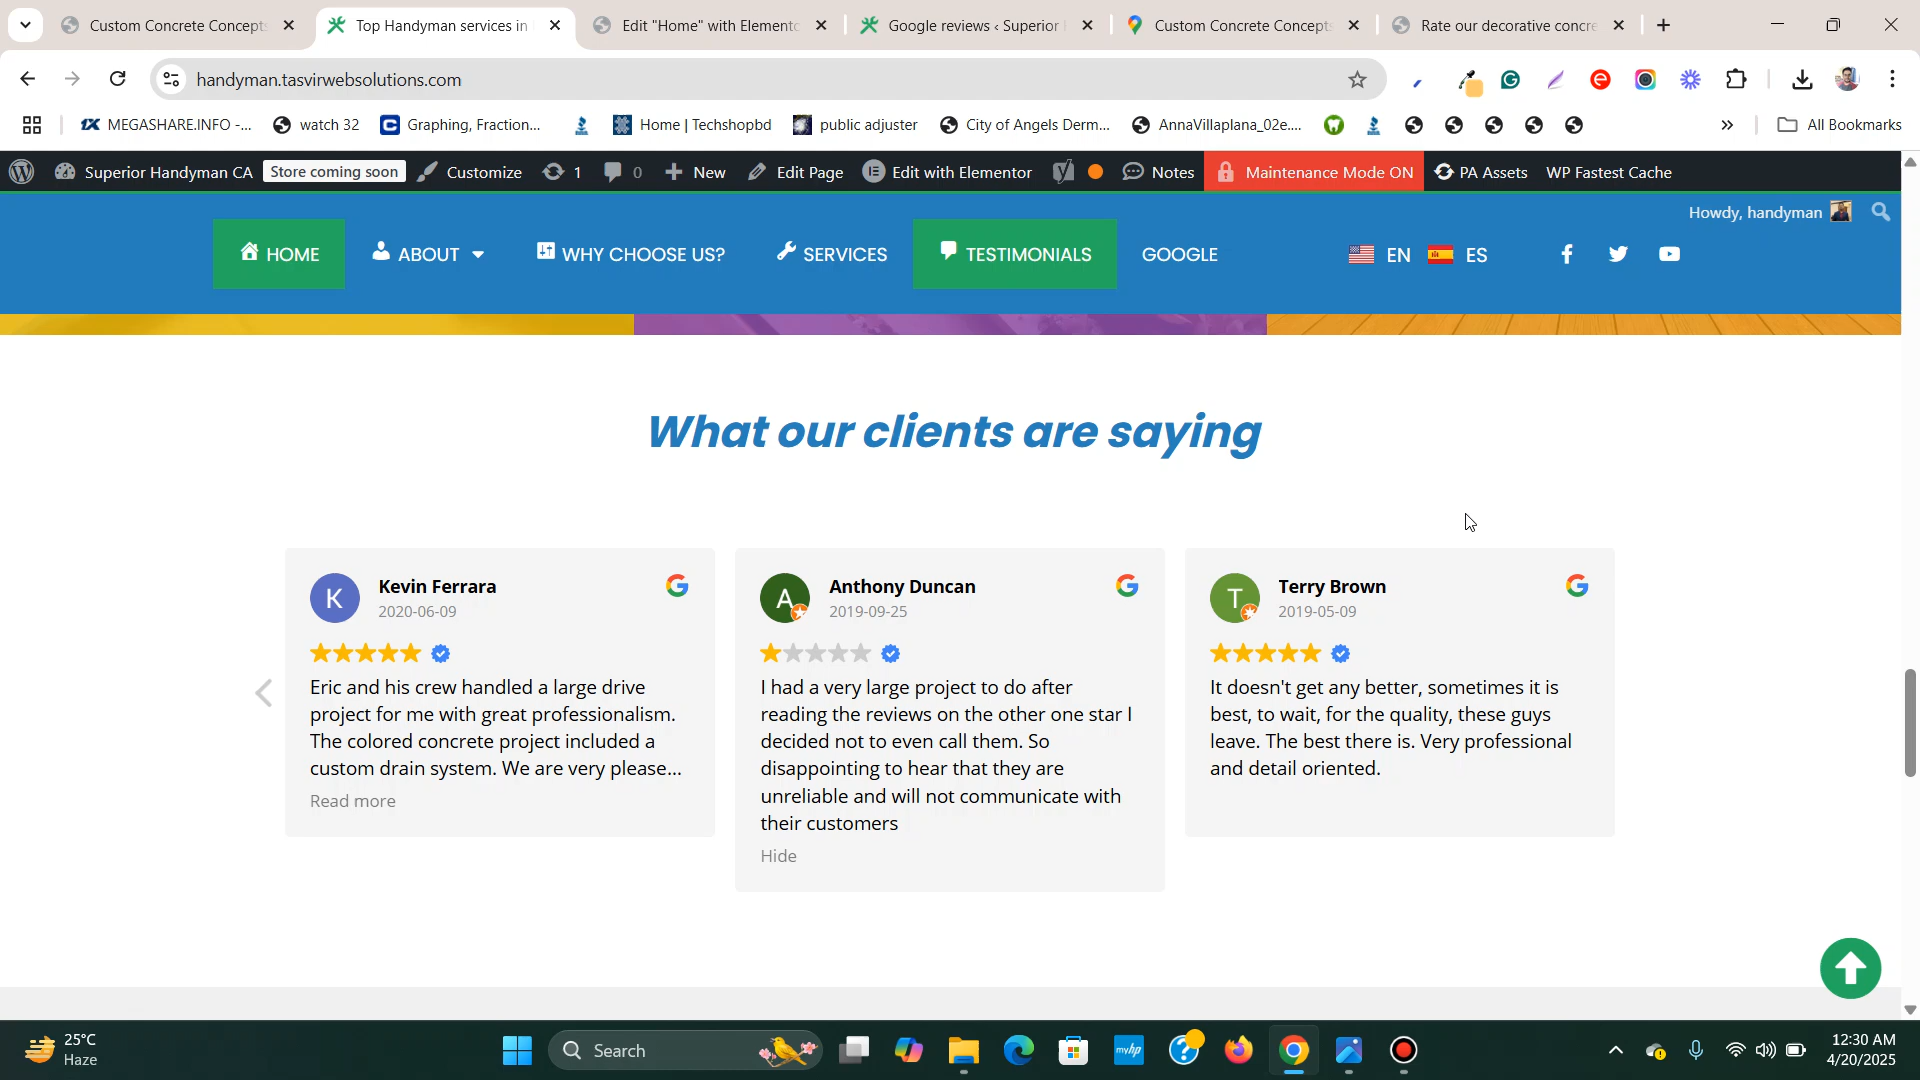 Custom Concrete Concepts
Top Handyman services in
Edit "Home" with Elemento
Google reviews ‹ Superior
Custom Concrete Concepts
Rate our decorative concre
handyman.tasvirwebsolutions.com
MEGASHARE.INFO -...
watch 32
Graphing, Fraction...
Home | Techshopbd
public adjuster
City of Angels Derm...
AnnaVillaplana_02e....
All Bookmarks
Superior Handyman CA
Store coming soon
Customize
1
0
New
Edit Page
Edit with Elementor
Notes
Maintenance Mode ON
PA Assets
WP Fastest Cache
Howdy, handyman
HOME
ABOUT
WHY CHOOSE US?
SERVICES
TESTIMONIALS
GOOGLE
EN
ES
What our clients are saying
K
Kevin Ferrara
2020-06-09
Eric and his crew handled a large drive
project for me with great professionalism.
The colored concrete project included a
custom drain system. We are very please...
Read more
A
Anthony Duncan
2019-09-25
I had a very large project to do after
reading the reviews on the other one star I
decided not to even call them. So
disappointing to hear that they are
unreliable and will not communicate with
their customers
Hide
T
Terry Brown
2019-05-09
It doesn't get any better, sometimes it is
best, to wait, for the quality, these guys
leave. The best there is. Very professional
and detail oriented.
25°C
Haze
Search
myhp
12:30 AM
4/20/2025